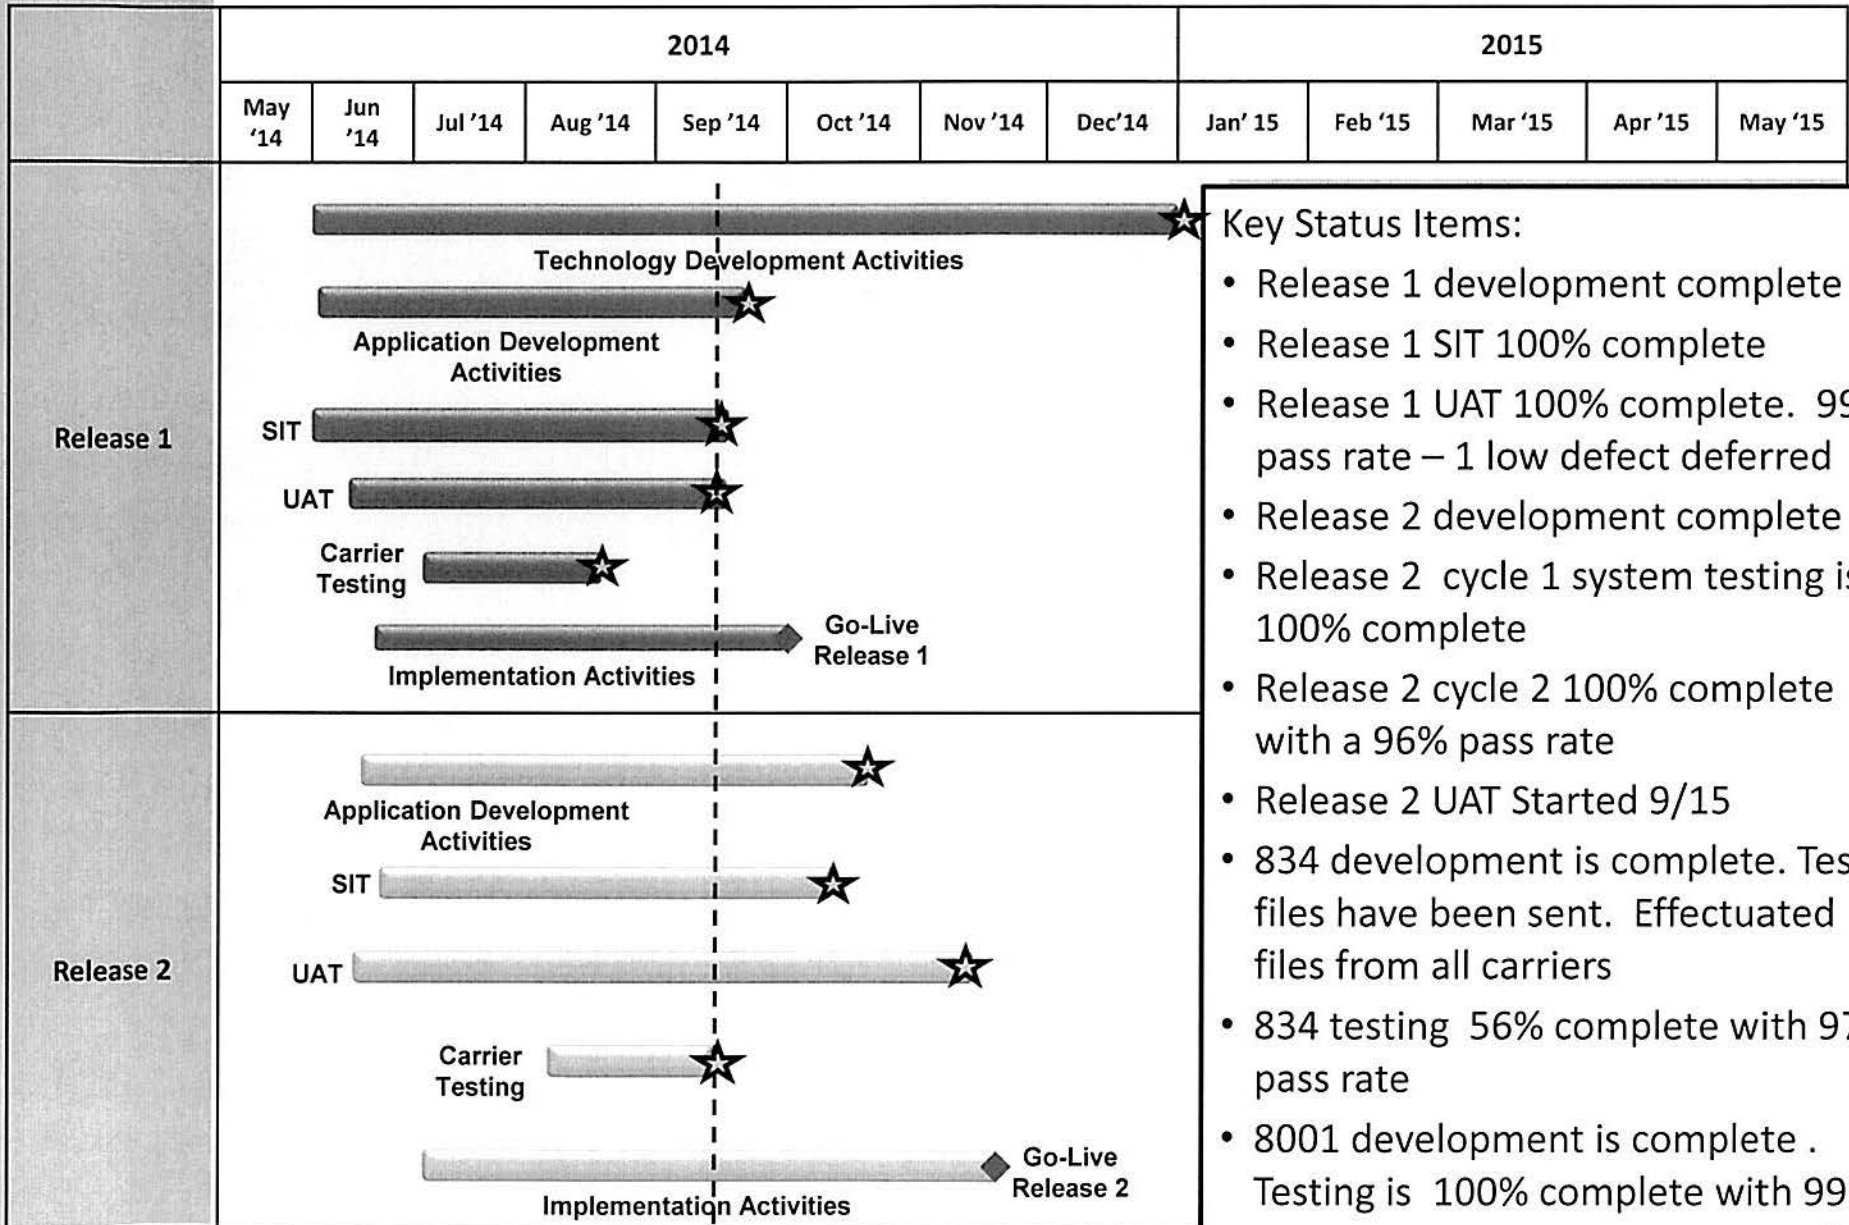 2014
2015
May
'14
Jun
'14
Jul '14
Aug '14
Sep '14
Oct '14
Nov '14
Dec'14
Jan' 15
Feb '15
Mar '15
Apr '15
May '15
Release 1
Technology Development Activities
Application Development
Activities
SIT
UAT
Carrier
Testing
Go-Live
Release 1
Implementation Activities
Release 2
Application Development
Activities
SIT
UAT
Carrier
Testing
Go-Live
Release 2
Implementation Activities
Key Status Items:
• Release 1 development complete
• Release 1 SIT 100% complete
• Release 1 UAT 100% complete. 99
pass rate – 1 low defect deferred
• Release 2 development complete
• Release 2 cycle 1 system testing is
100% complete
• Release 2 cycle 2 100% complete
with a 96% pass rate
• Release 2 UAT Started 9/15
• 834 development is complete. Tes
files have been sent. Effectuated
files from all carriers
• 834 testing 56% complete with 97
pass rate
• 8001 development is complete .
Testing is 100% complete with 99